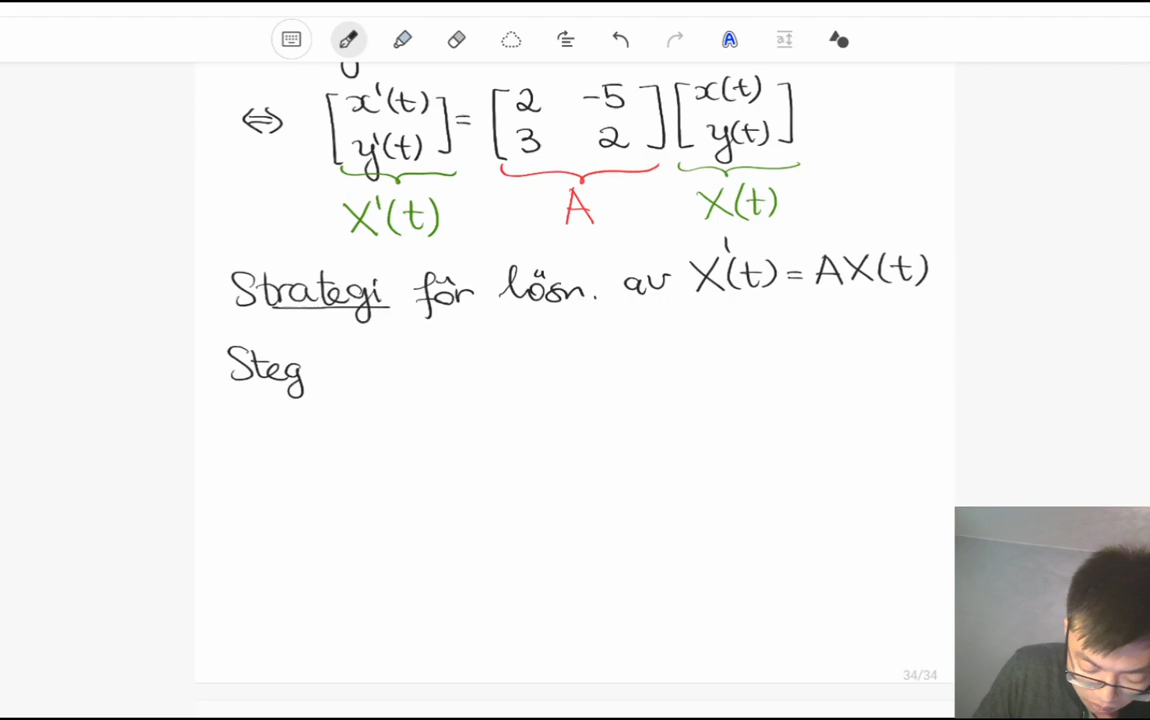 ⇔ [x'(t) y'(t)] = [2 -5 3 2] [x(t) y(t)]
X'(t) A X(t)
Strategi för lösn. av X'(t) = AX(t)
Steg
34/34